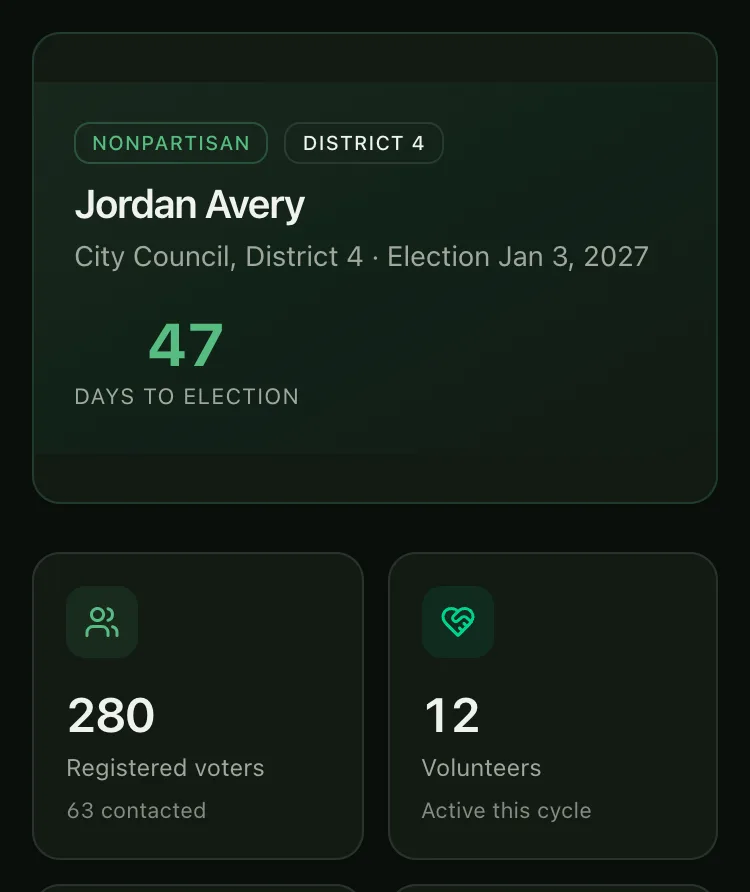 NONPARTISAN
DISTRICT 4
Jordan Avery
City Council, District 4 · Election Jan 3, 2027
47
DAYS TO ELECTION
280
Registered voters
63 contacted
12
Volunteers
Active this cycle